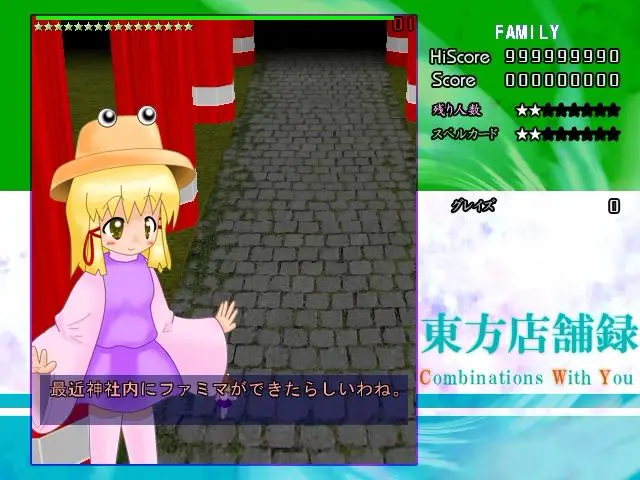 01
FAMILY
HiScore 999999990
Score 000000000
残り人数
スペルカード
グレイズ 0
東方店舗録
Combinations With You
最近神社内にファミマができたらしいわね。